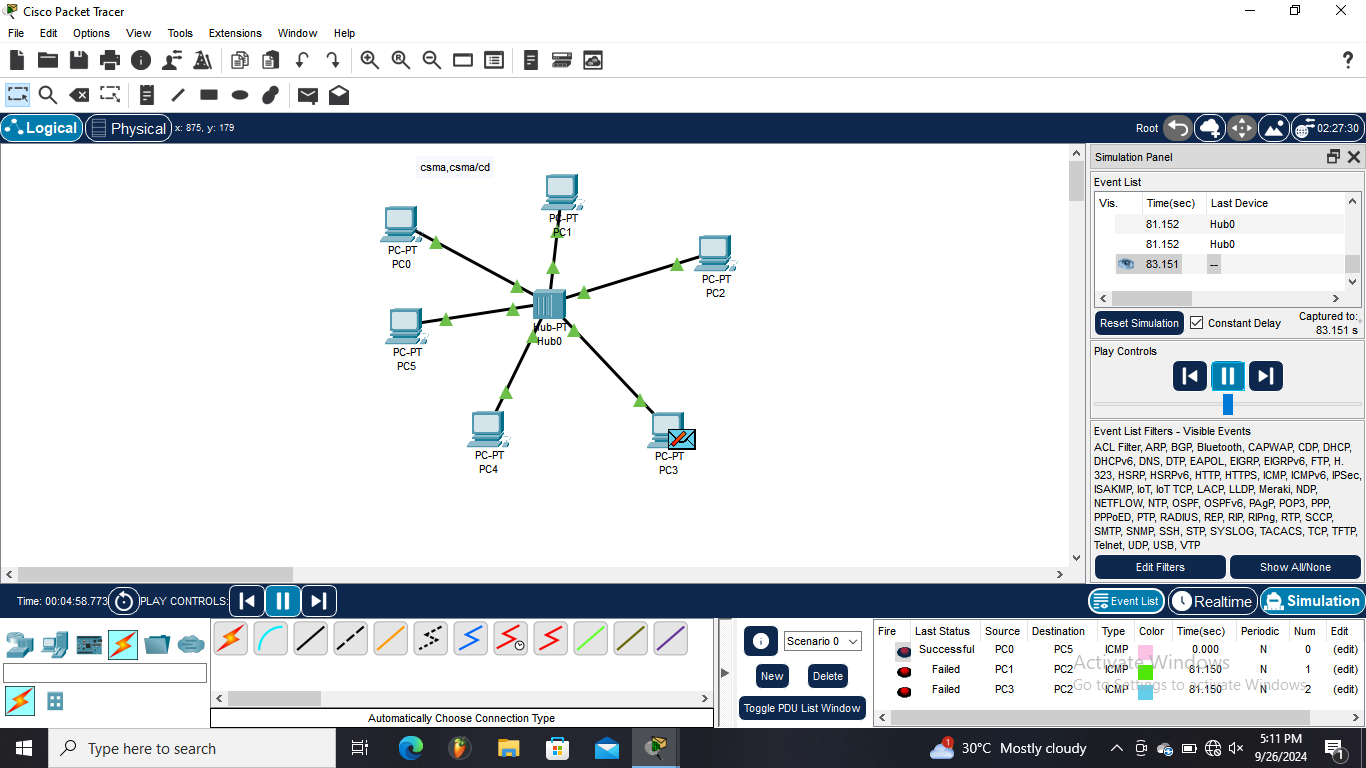 Cisco Packet Tracer
File Edit Options View Tools Extensions Window Help
Logical Physical x: 875, y: 179 Root 02:27:30
csma,csma/cd
PC-PT
PC1
PC-PT
PC0
PC-PT
PC2
Hub-PT
Hub0
PC-PT
PC5
PC-PT
PC4
PC-PT
PC3
Simulation Panel
Event List
Vis. Time(sec) Last Device
81.152 Hub0
81.152 Hub0
83.151 --
Reset Simulation Constant Delay Captured to:
83.151 s
Play Controls
Event List Filters - Visible Events
ACL Filter, ARP, BGP, Bluetooth, CAPWAP, CDP, DHCP,
DHCPv6, DNS, DTP, EAPOL, EIGRP, EIGRPv6, FTP, H.
323, HSRP, HSRPv6, HTTP, HTTPS, ICMP, ICMPv6, IPSec,
ISAKMP, IoT, IoT TCP, LACP, LLDP, Meraki, NDP,
NETFLOW, NTP, OSPF, OSPFv6, PAgP, POP3, PPP,
PPPoED, PTP, RADIUS, REP, RIP, RIPng, RTP, SCCP,
SMTP, SNMP, SSH, STP, SYSLOG, TACACS, TCP, TFTP,
Telnet, UDP, USB, VTP
Edit Filters Show All/None
Time: 00:04:58.773 PLAY CONTROLS: Event List Realtime Simulation
Automatically Choose Connection Type
Scenario 0
New Delete
Toggle PDU List Window
Fire Last Status Source Destination Type Color Time(sec) Periodic Num Edit
Successful PC0 PC5 ICMP 0.000 N 0 (edit)
Failed PC1 PC2 ICMP 81.150 N 1 (edit)
Failed PC3 PC2 ICMP 81.150 N 2 (edit)
Activate Windows
Go to Settings to activate Windows.
Type here to search 30°C Mostly cloudy 5:11 PM
9/26/2024
1
1